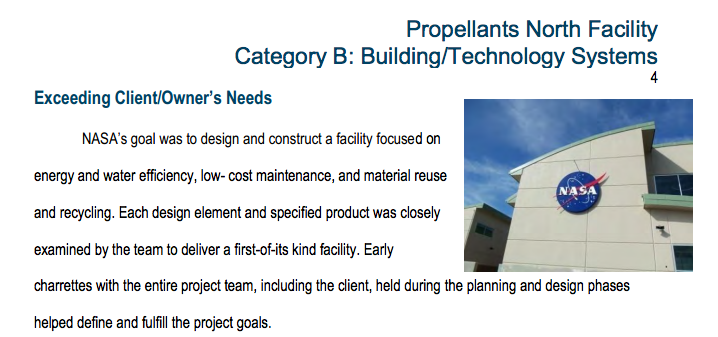 Propellants North Facility
Category B: Building/Technology Systems
4
Exceeding Client/Owner's Needs
NASA's goal was to design and construct a facility focused on
energy and water efficiency, low- cost maintenance, and material reuse
and recycling. Each design element and specified product was closely
examined by the team to deliver a first-of-its kind facility. Early
charrettes with the entire project team, including the client, held during the planning and design phases
helped define and fulfill the project goals.
NASA